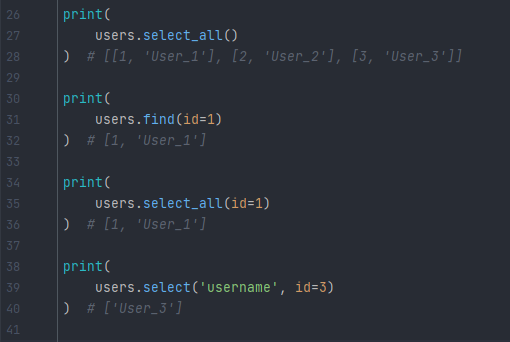 26 print(
27     users.select_all()
28 )  # [[1, 'User_1'], [2, 'User_2'], [3, 'User_3']]
29
30 print(
31     users.find(id=1)
32 )  # [1, 'User_1']
33
34 print(
35     users.select_all(id=1)
36 )  # [1, 'User_1']
37
38 print(
39     users.select('username', id=3)
40 )  # ['User_3']
41